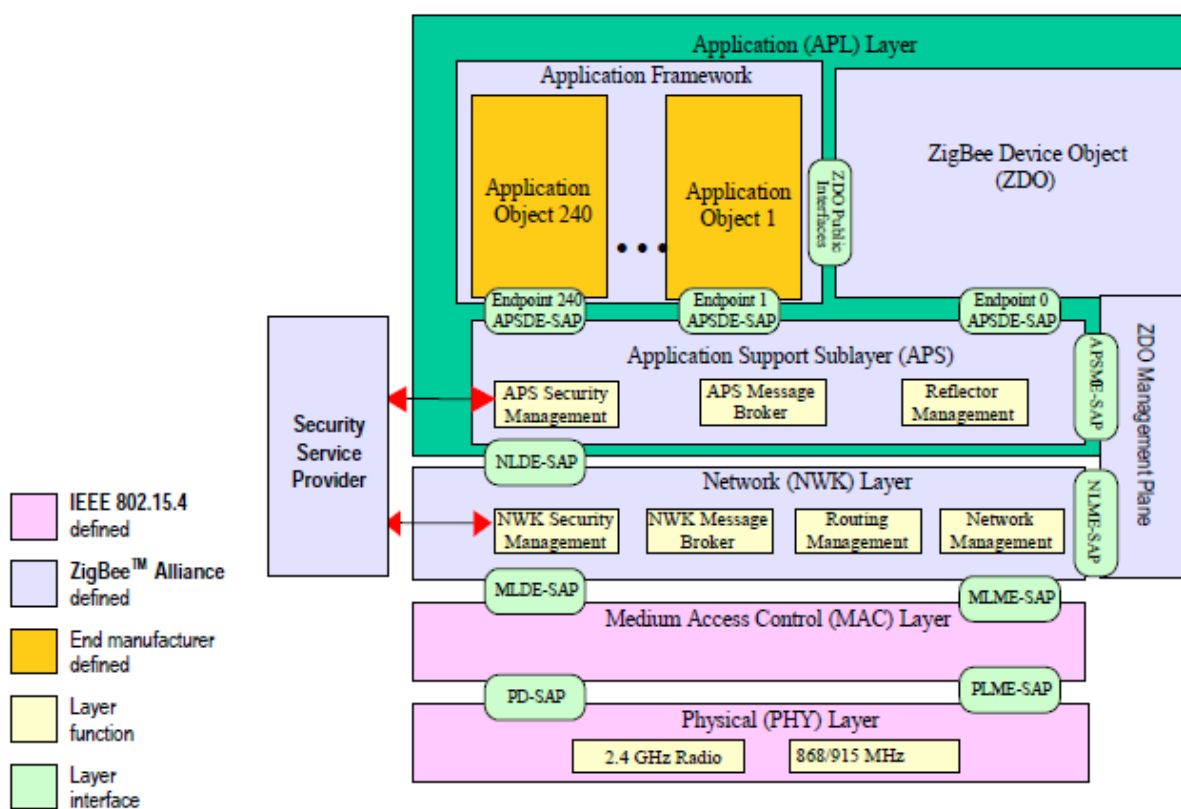 Application (APL) Layer
Application Framework
Application
Object 240
Application
Object 1
ZDO Public
Interfaces
ZigBee Device Object
(ZDO)
Endpoint 240
APSDE-SAP
Endpoint 1
APSDE-SAP
Endpoint 0
APSDE-SAP
Application Support Sublayer (APS)
APS Security
Management
APS Message
Broker
Reflector
Management
APSME-SAP
ZDO Management Plane
Security
Service
Provider
NLDE-SAP
Network (NWK) Layer
NWK Security
Management
NWK Message
Broker
Routing
Management
Network
Management
NLME-SAP
MLDE-SAP
MLME-SAP
Medium Access Control (MAC) Layer
PD-SAP
PLME-SAP
Physical (PHY) Layer
2.4 GHz Radio
868/915 MHz
IEEE 802.15.4
defined
ZigBee™ Alliance
defined
End manufacturer
defined
Layer
function
Layer
interface